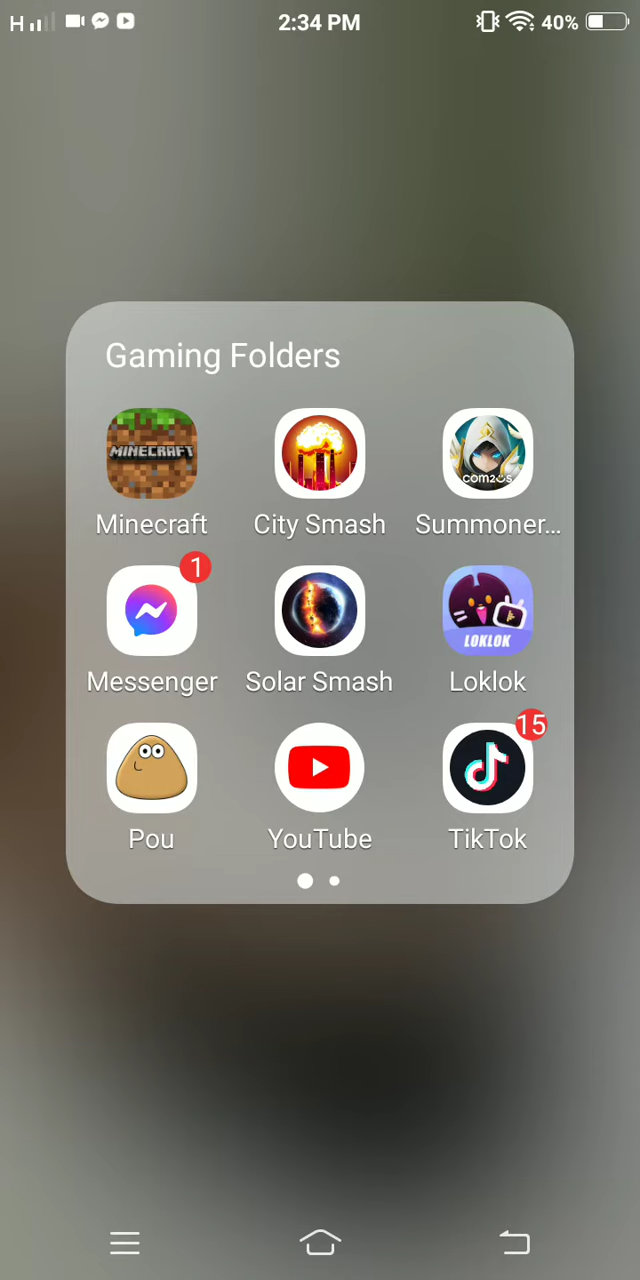 H 2:34 PM 40%
Gaming Folders
MINECRAFT
COM2US
Minecraft City Smash Summoner...
1
LOKLOK
Messenger Solar Smash Loklok
15
Pou YouTube TikTok